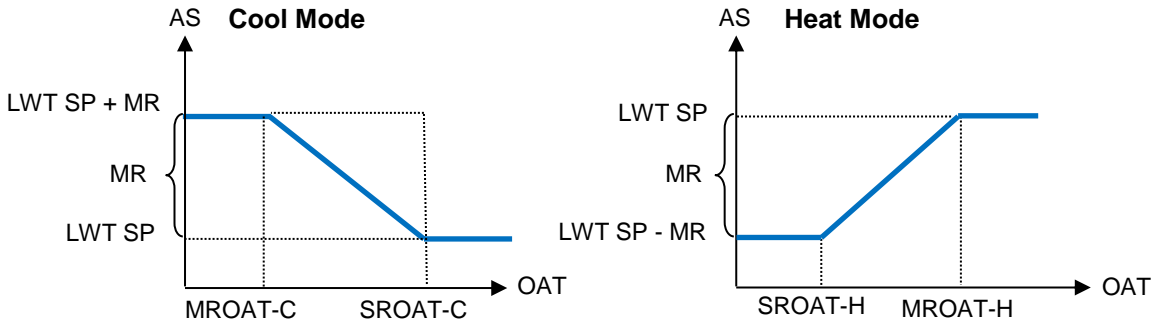 AS Cool Mode
LWT SP + MR
MR
LWT SP
OAT
MROAT-C SROAT-C
AS Heat Mode
LWT SP
MR
LWT SP - MR
OAT
SROAT-H MROAT-H